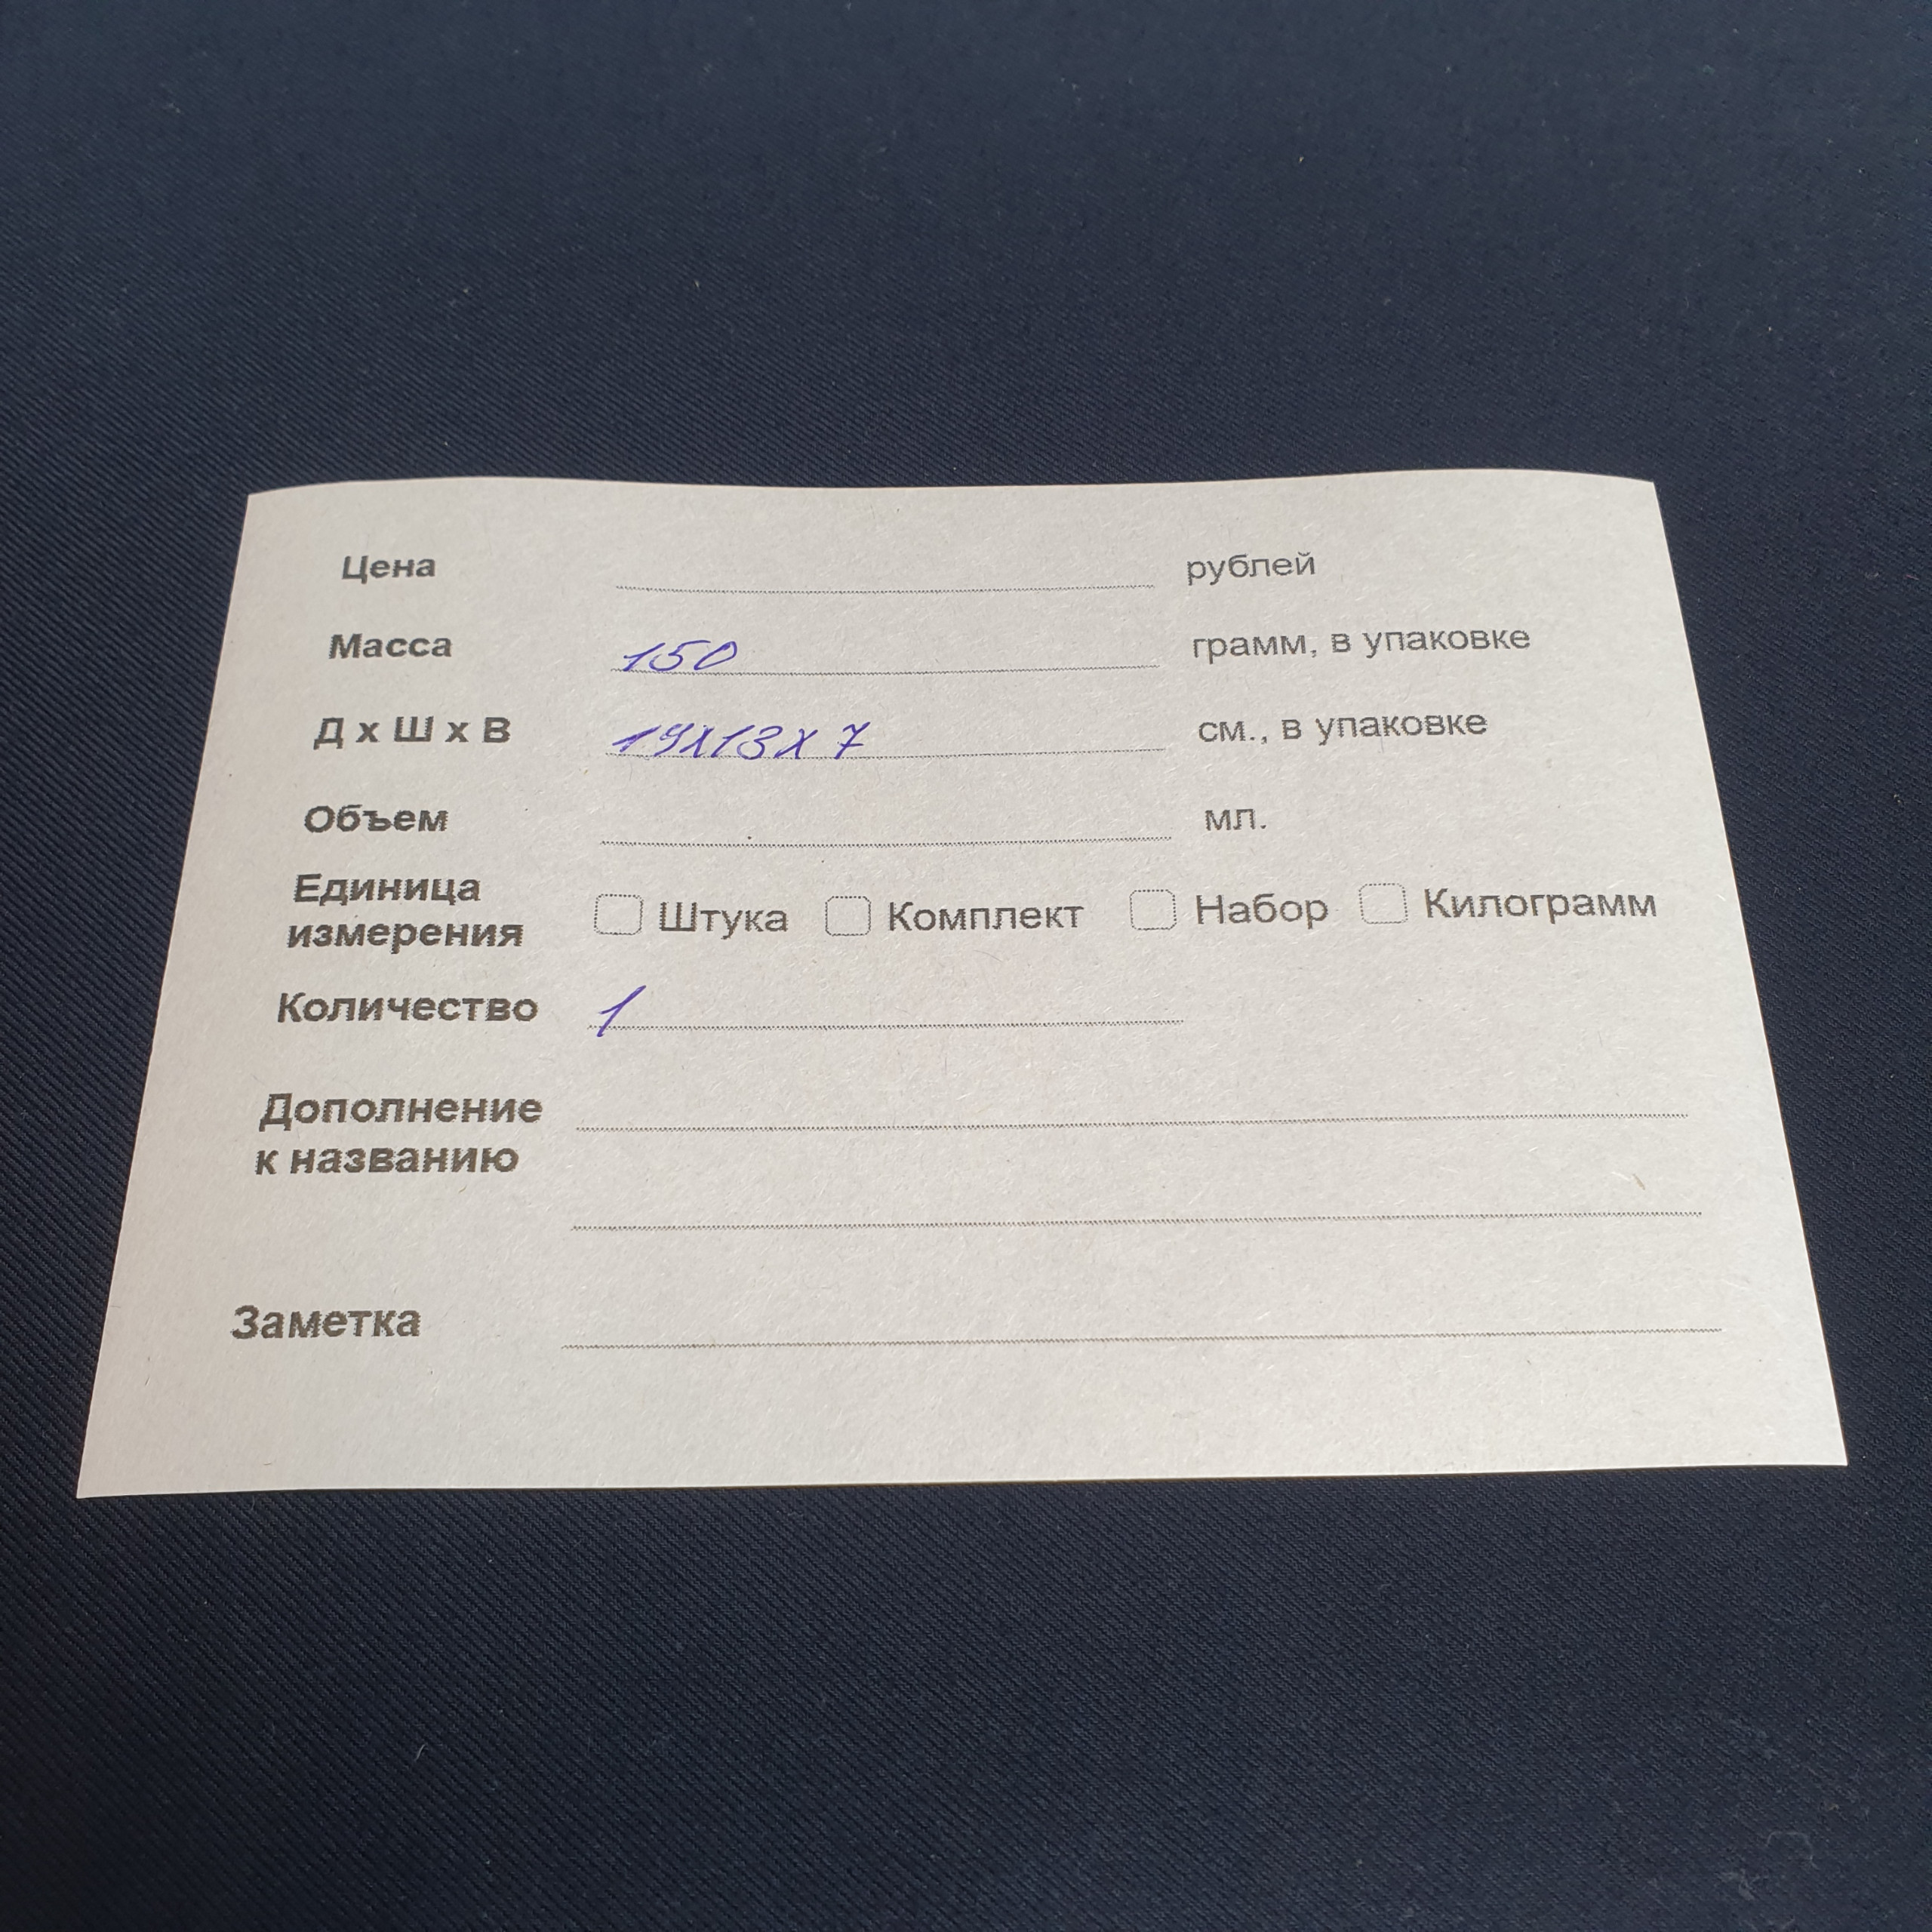 Цена рублей
Масса 150 грамм, в упаковке
Д х Ш х В 19х13х7 см., в упаковке
Объем мл.
Единица измерения Штука Комплект Набор Килограмм
Количество 1
Дополнение
к названию
Заметка